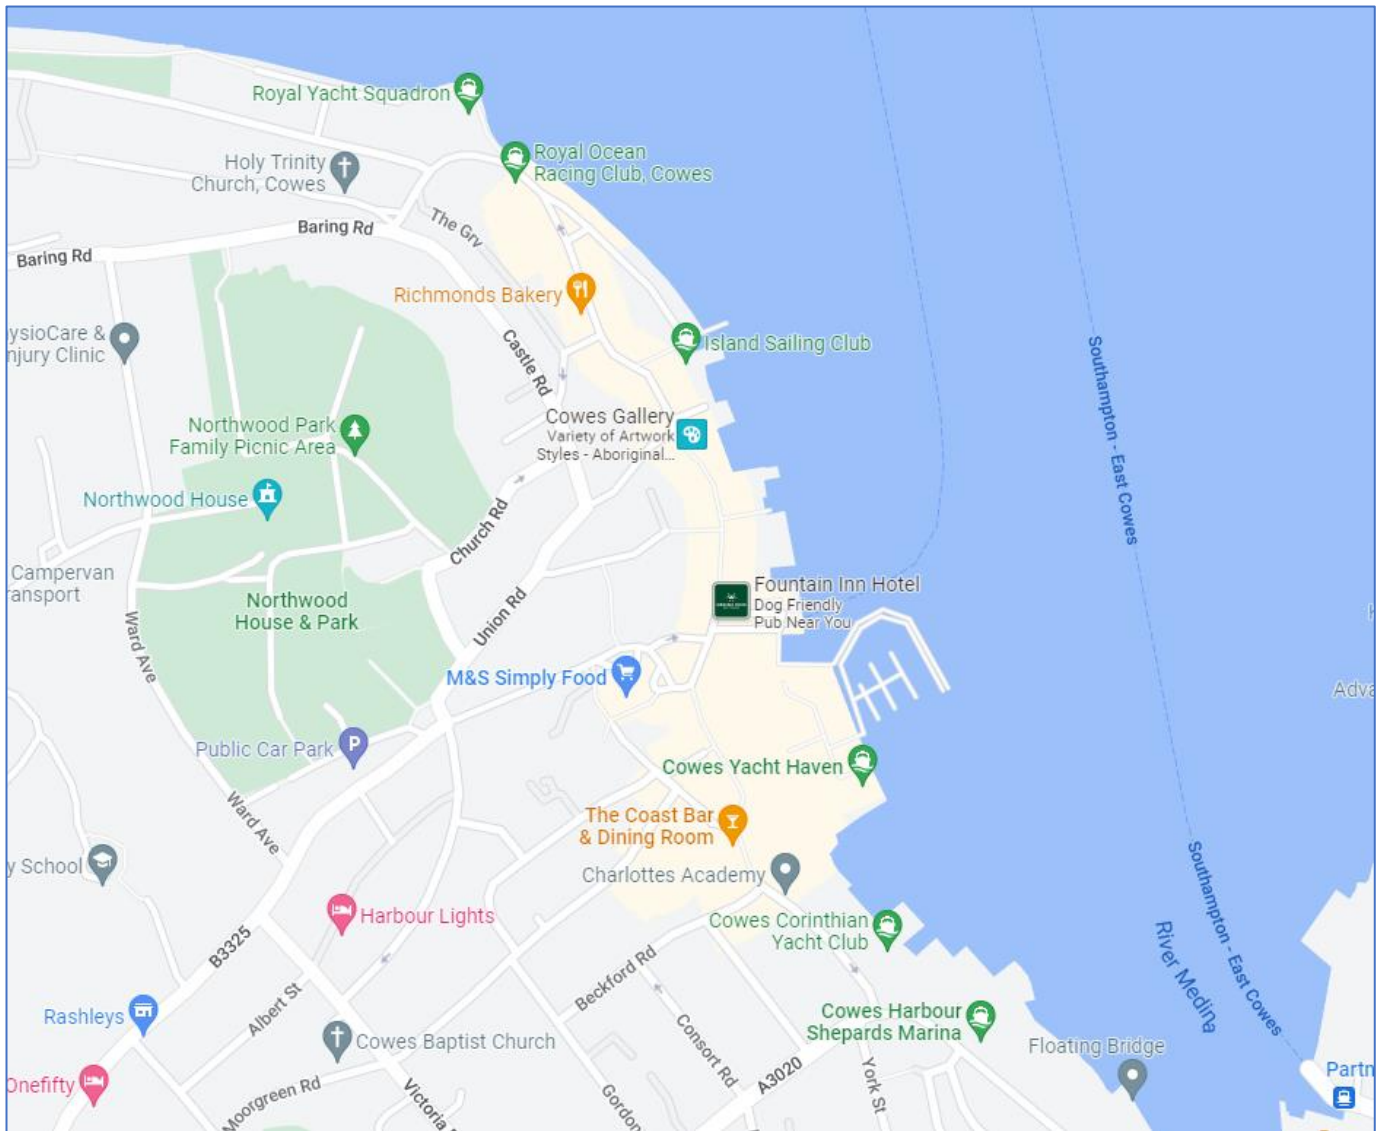 Royal Yacht Squadron
Royal Ocean
Racing Club, Cowes
Holy Trinity
Church, Cowes
The Grv
Baring Rd
Baring Rd
Richmonds Bakery
ysioCare &
njury Clinic
Castle Rd
Island Sailing Club
Southampton - East Cowes
Cowes Gallery
Variety of Artwork
Styles - Aboriginal...
Northwood Park
Family Picnic Area
Northwood House
Church Rd
Campervan
ansport
Northwood
House & Park
Union Rd
Fountain Inn Hotel
Dog Friendly
Pub Near You
Ward Ave
M&S Simply Food
Adva
Public Car Park
Cowes Yacht Haven
Ward Ave
The Coast Bar
& Dining Room
y School
Charlottes Academy
Southampton - East Cowes
Harbour Lights
Cowes Corinthian
Yacht Club
B3325
Beckford Rd
River Medina
Albert St
Rashleys
Cowes Baptist Church
Cowes Harbour
Shepards Marina
Floating Bridge
Consort Rd
A3020
York St
Partn
Onefifty
Moorgreen Rd
Victoria
Gordon